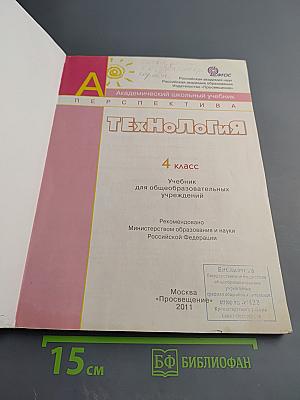 ФГОС
Российская академия наук
Российская академия образования
Издательство «Просвещение»
А
Академический школьный учебник
ПЕРСПЕКТИВА
ТЕХНОЛОГИЯ
4 класс
Учебник
для общеобразовательных
учреждений
Рекомендовано
Министерством образования и науки
Российской Федерации
Москва
«Просвещение»
2011
Библиотека
15 см
БФ БИБЛИОФАН